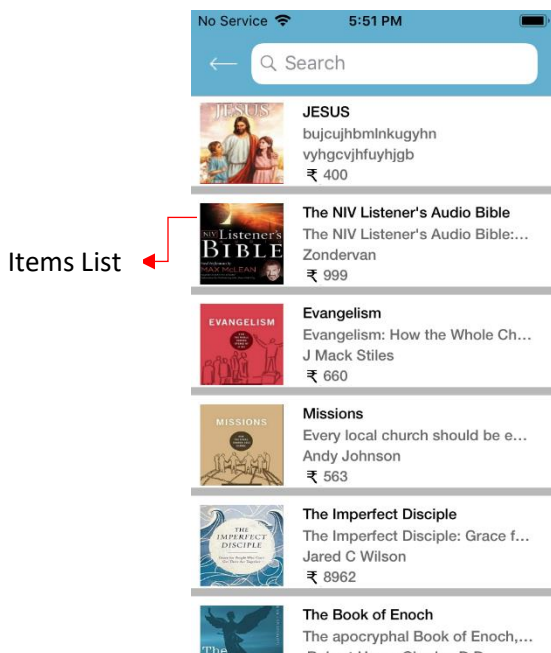 No Service 5:51 PM
Search
JESUS
JESUS
bujcujhbmlnkugyhn
vyhgcvjhfuyhjgb
₹ 400
Items List
NIV Listener's
BIBLE
MAX McLEAN
The NIV Listener's Audio Bible
The NIV Listener's Audio Bible:...
Zondervan
₹ 999
EVANGELISM
Evangelism
Evangelism: How the Whole Ch...
J Mack Stiles
₹ 660
MISSIONS
Missions
Every local church should be e...
Andy Johnson
₹ 563
THE
IMPERFECT
DISCIPLE
The Imperfect Disciple
The Imperfect Disciple: Grace f...
Jared C Wilson
₹ 8962
The
The Book of Enoch
The apocryphal Book of Enoch,...